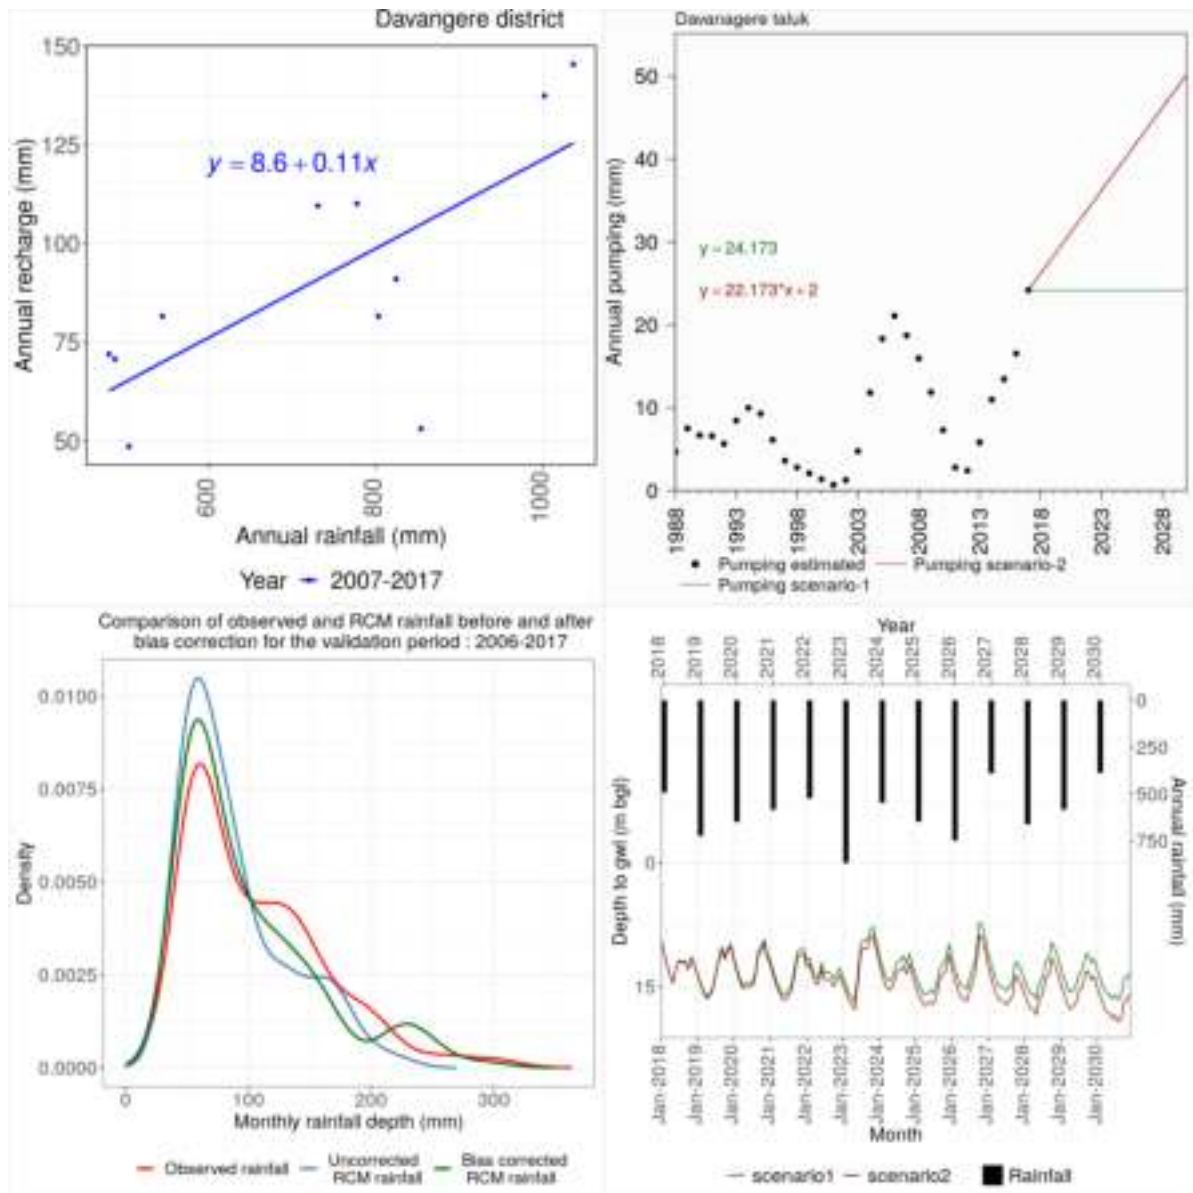 Davangere district
150
125
100
75
50
Annual recharge (mm)
y = 8.6 + 0.11x
600
800
1000
Annual rainfall (mm)
Year 2007-2017
Davanagere taluk
50
40
30
20
10
0
Annual pumping (mm)
y = 24.173
y = 22.173*x + 2
1988
1993
1998
2003
2008
2013
2018
2023
2028
Pumping estimated Pumping scenario-2
Pumping scenario-1
Comparison of observed and RCM rainfall before and after
bias correction for the validation period : 2006-2017
0.0100
0.0075
0.0050
0.0025
0.0000
Density
0
100
200
300
Monthly rainfall depth (mm)
Observed rainfall
Uncorrected
RCM rainfall
Bias corrected
RCM rainfall
Year
2018
2019
2020
2021
2022
2023
2024
2025
2026
2027
2028
2029
2030
0
250
500
750
Annual rainfall (mm)
Depth to gwl (m bgl)
0
15
Jan-2018
Jan-2019
Jan-2020
Jan-2021
Jan-2022
Jan-2023
Jan-2024
Jan-2025
Jan-2026
Jan-2027
Jan-2028
Jan-2029
Jan-2030
Month
scenario1 scenario2 Rainfall